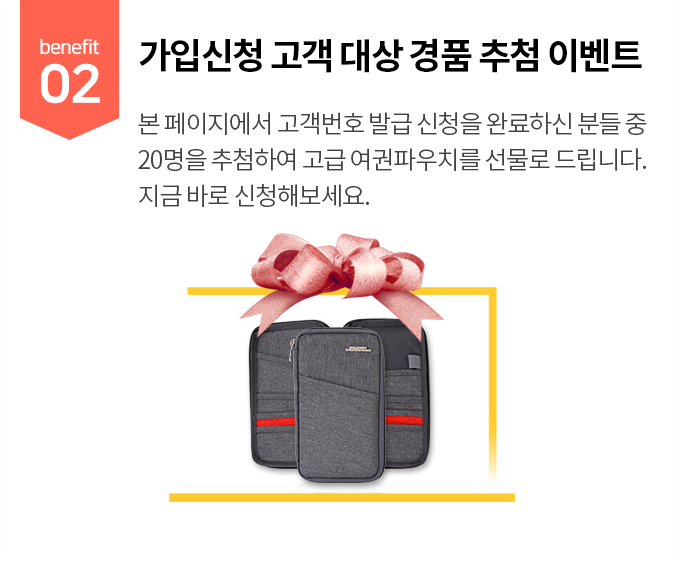 benefit
02
가입신청 고객 대상 경품 추첨 이벤트
본 페이지에서 고객번호 발급 신청을 완료하신 분들 중
20명을 추첨하여 고급 여권파우치를 선물로 드립니다.
지금 바로 신청해보세요.